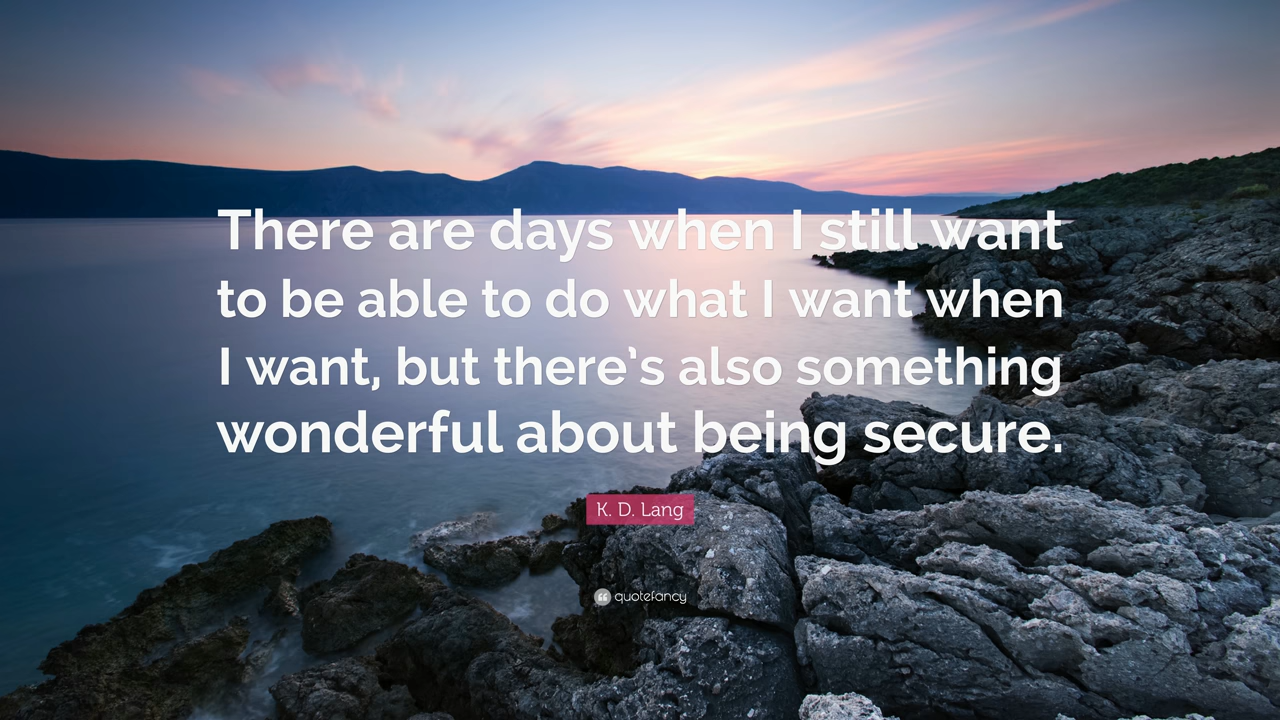 There are days when I still want
to be able to do what I want when
I want, but there’s also something
wonderful about being secure.
K. D. Lang
quotefancy